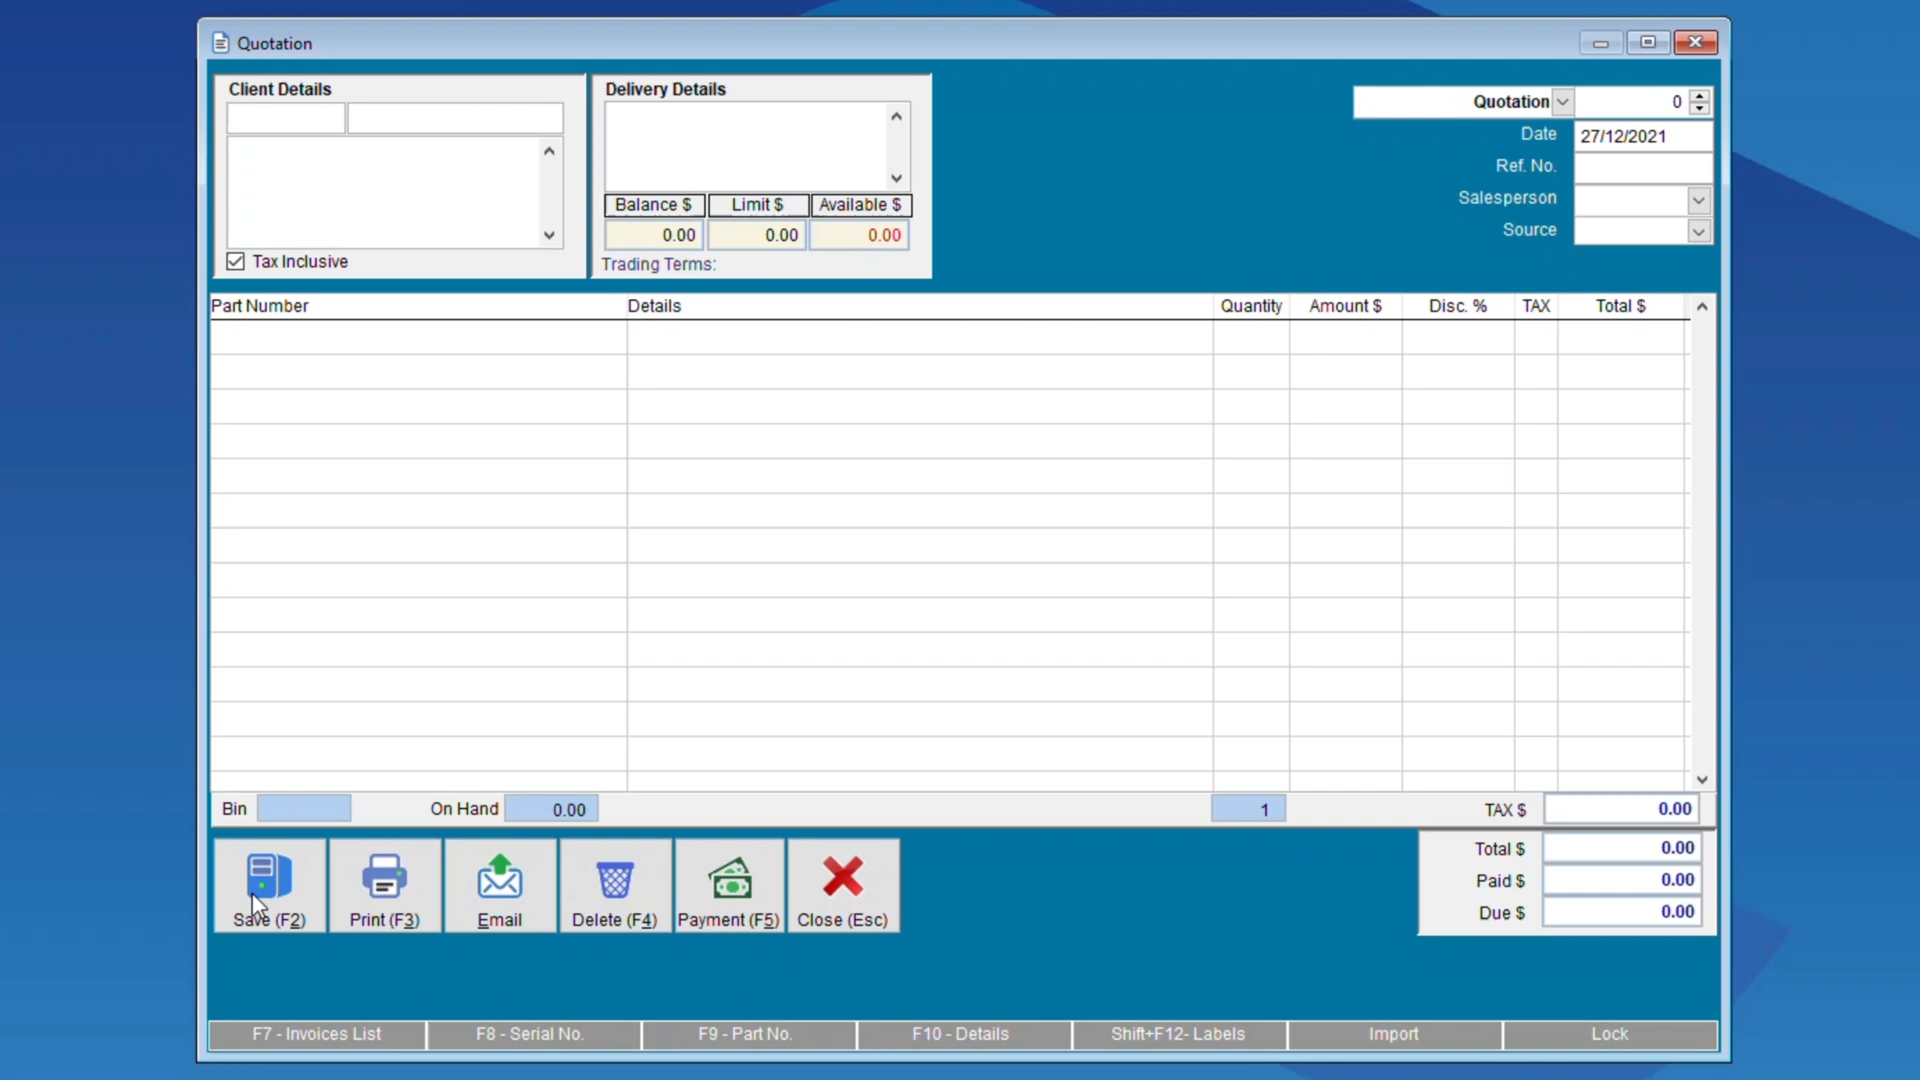 Quotation
Client Details
Delivery Details
Quotation 0
Date 27/12/2021
Ref. No.
Salesperson
Source
Balance $ Limit $ Available $
0.00 0.00 0.00
Tax Inclusive
Trading Terms:
Part Number Details Quantity Amount $ Disc. % TAX Total $
Bin On Hand 0.00 1 TAX $ 0.00
Total $ 0.00
Paid $ 0.00
Due $ 0.00
Save (F2) Print (F3) Email Delete (F4) Payment (F5) Close (Esc)
F7 - Invoices List F8 - Serial No. F9 - Part No. F10 - Details Shift+F12- Labels Import Lock